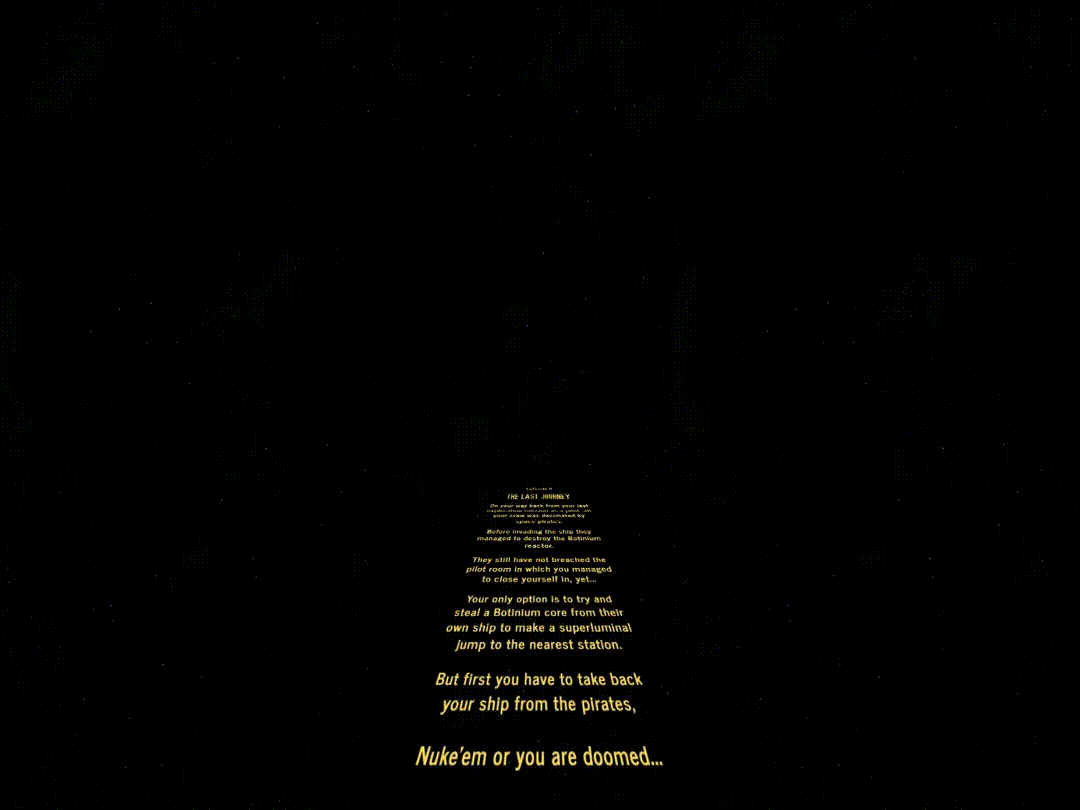 THE LAST JOURNEY
On your way back from your last
your crew was decimated by
space pirates.
Before invading the ship they
managed to destroy the Botinium
reactor.
They still have not breached the
pilot room in which you managed
to close yourself in, yet...
Your only option is to try and
steal a Botinium core from their
own ship to make a superluminal
jump to the nearest station.
But first you have to take back
your ship from the pirates,
Nuke'em or you are doomed...